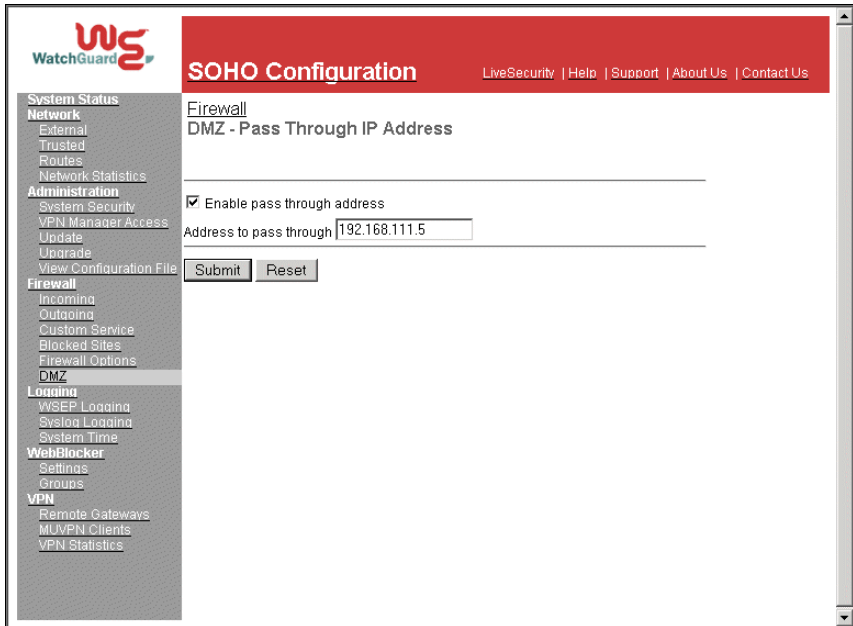 WatchGuard
SOHO Configuration
LiveSecurity | Help | Support | About Us | Contact Us
System Status
Network
External
Trusted
Routes
Network Statistics
Administration
System Security
VPN Manager Access
Update
Upgrade
View Configuration File
Firewall
Incoming
Outgoing
Custom Service
Blocked Sites
Firewall Options
DMZ
Logging
WSEP Logging
Syslog Logging
System Time
WebBlocker
Settings
Groups
VPN
Remote Gateways
MUVPN Clients
VPN Statistics
Firewall
DMZ - Pass Through IP Address
Enable pass through address
Address to pass through 192.168.111.5
Submit Reset